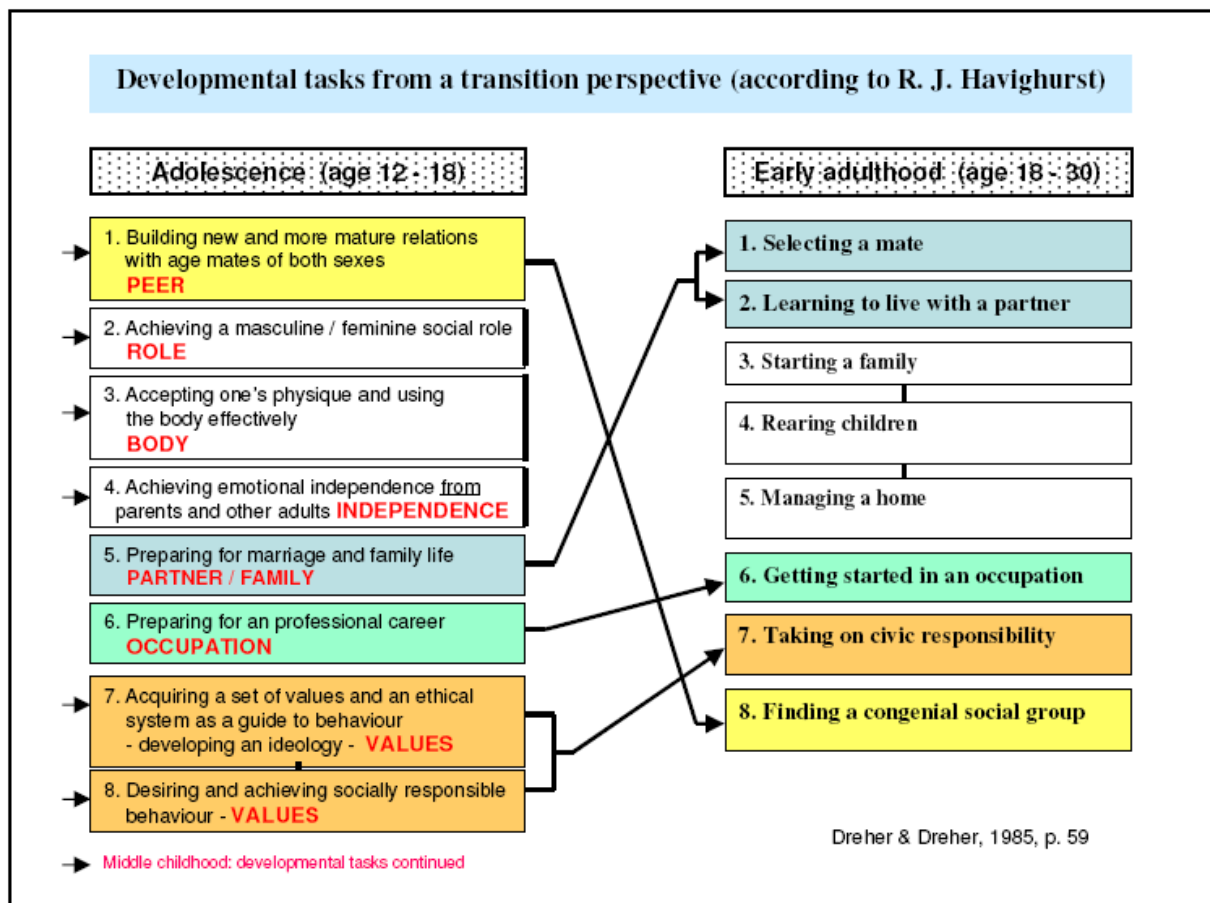 Developmental tasks from a transition perspective (according to R. J. Havighurst)
Adolescence (age 12 - 18)
1. Building new and more mature relations
with age mates of both sexes
PEER
2. Achieving a masculine / feminine social role
ROLE
3. Accepting one's physique and using
the body effectively
BODY
4. Achieving emotional independence from
parents and other adults INDEPENDENCE
5. Preparing for marriage and family life
PARTNER / FAMILY
6. Preparing for an professional career
OCCUPATION
7. Acquiring a set of values and an ethical
system as a guide to behaviour
- developing an ideology - VALUES
8. Desiring and achieving socially responsible
behaviour - VALUES
Middle childhood: developmental tasks continued
Early adulthood (age 18 - 30)
1. Selecting a mate
2. Learning to live with a partner
3. Starting a family
4. Rearing children
5. Managing a home
6. Getting started in an occupation
7. Taking on civic responsibility
8. Finding a congenial social group
Dreher & Dreher, 1985, p. 59